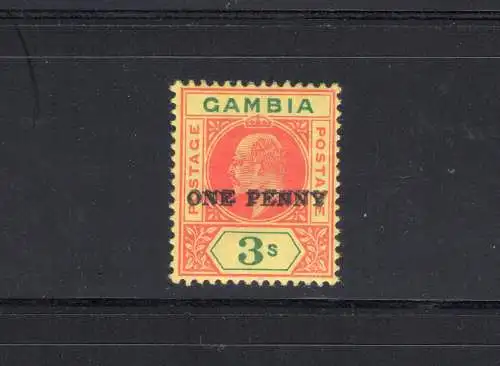 GAMBIA
POSTAGE
POSTAGE
ONE PENNY
3s